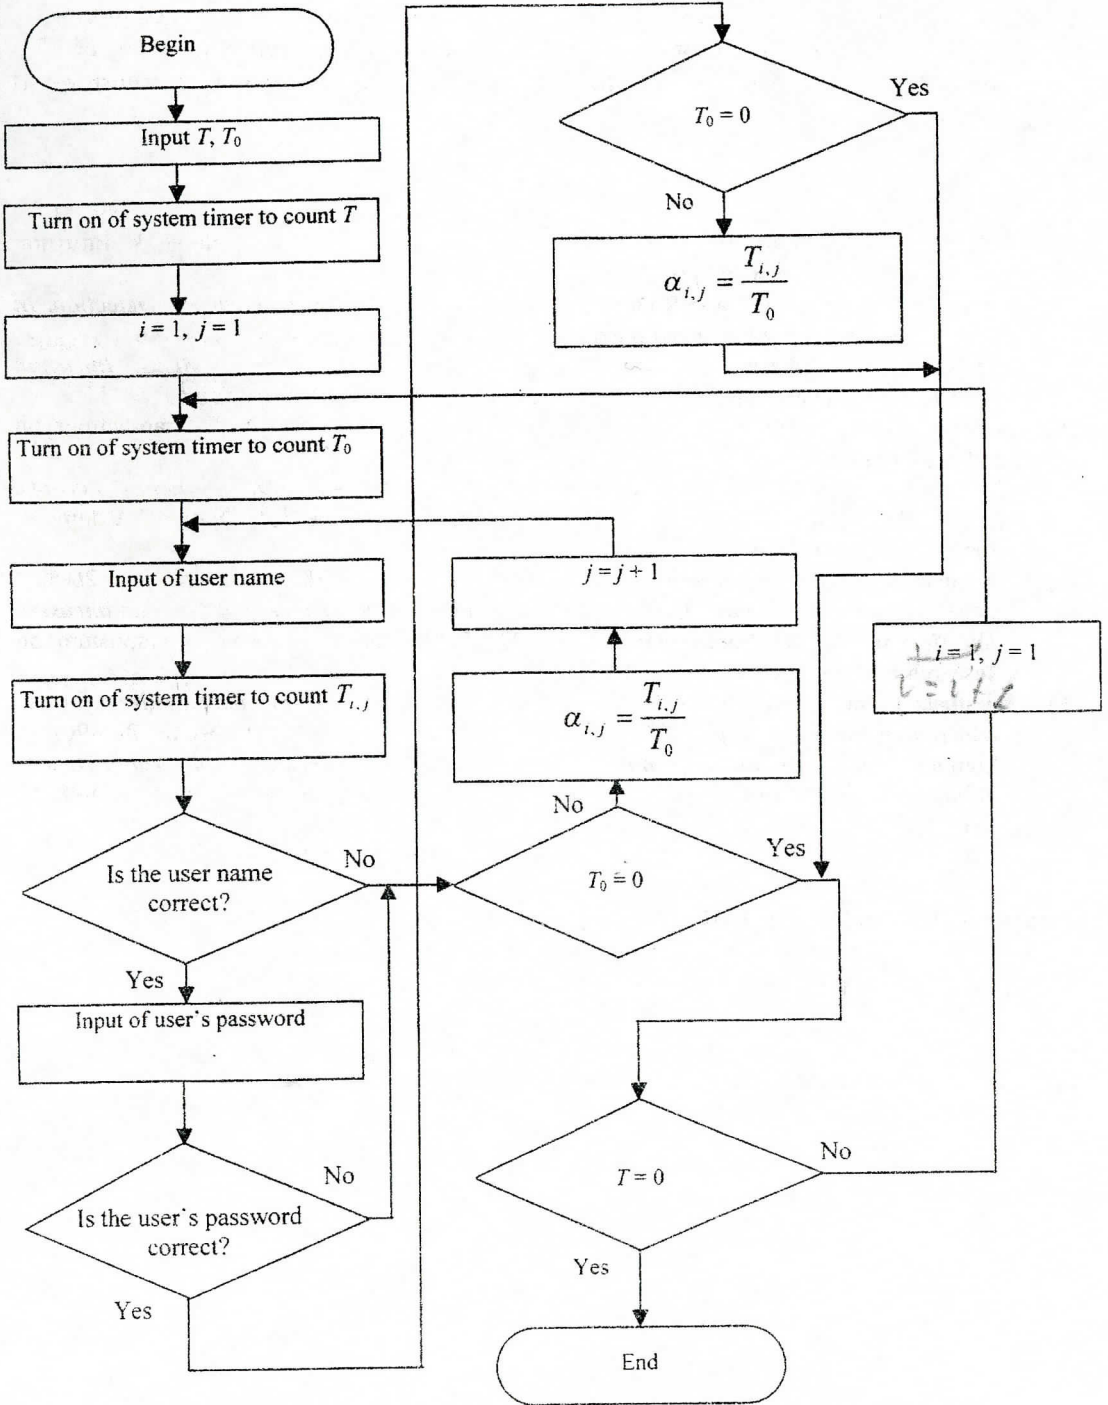 Begin
Input T, T₀
Turn on of system timer to count T
i = 1, j = 1
Turn on of system timer to count T₀
Input of user name
Turn on of system timer to count Tᵢ,ⱼ
Is the user name
correct?
No
Yes
Input of user's password
Is the user's password
correct?
No
Yes
T₀ = 0
Yes
No
αᵢ,ⱼ = Tᵢ,ⱼ / T₀
j = j + 1
αᵢ,ⱼ = Tᵢ,ⱼ / T₀
No
T₀ = 0
Yes
i = 1, j = 1
T = 0
No
Yes
End